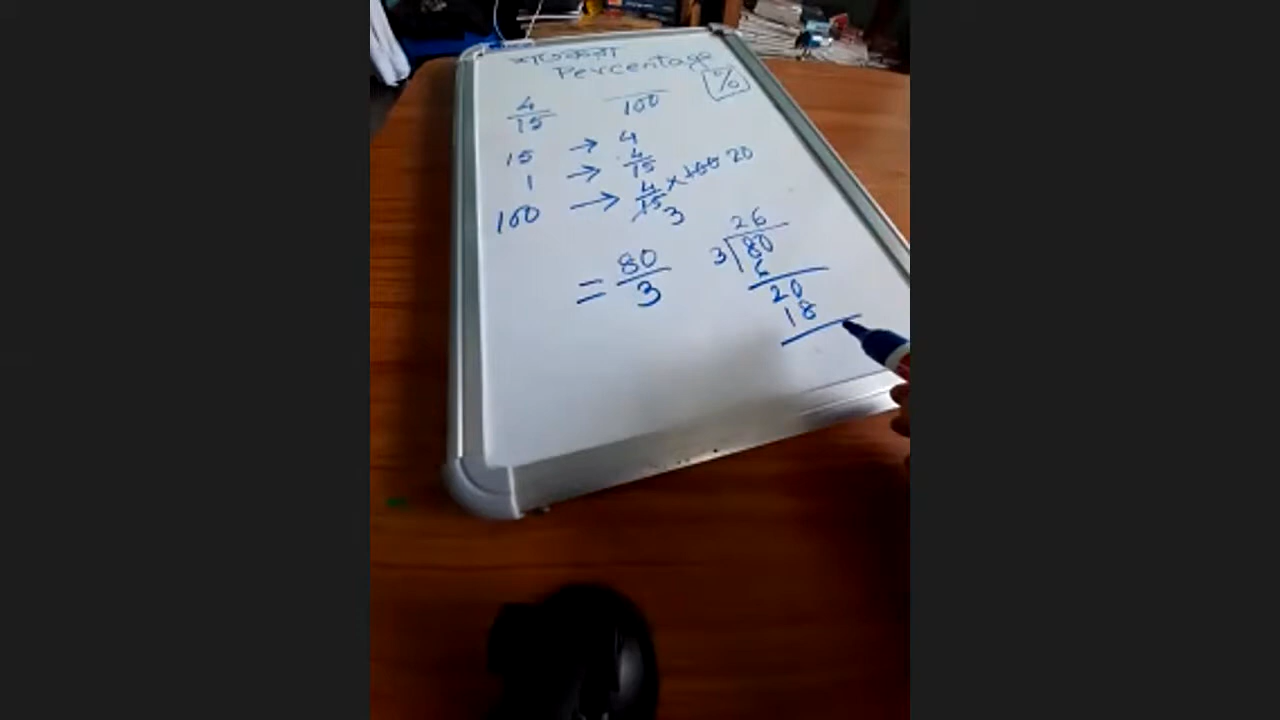 শতকরা
Percentage
%
4/15
—/100
15 → 4
1 → 4/15
100 → 4/15 × 100 20
3
= 80/3
26
3 80
6
20
18